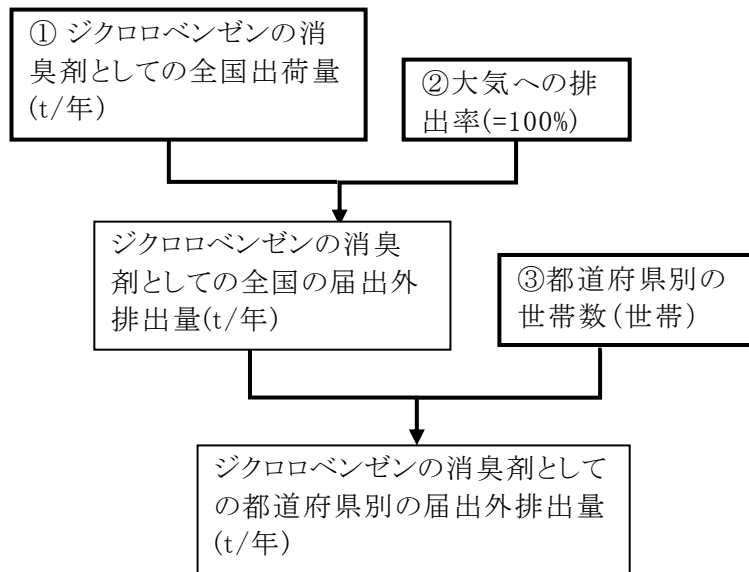 ① ジクロロベンゼンの消
臭剤としての全国出荷量
(t/年)
②大気への排
出率(=100%)
ジクロロベンゼンの消臭
剤としての全国の届出外
排出量(t/年)
③都道府県別の
世帯数(世帯)
ジクロロベンゼンの消臭剤として
の都道府県別の届出外排出量
(t/年)